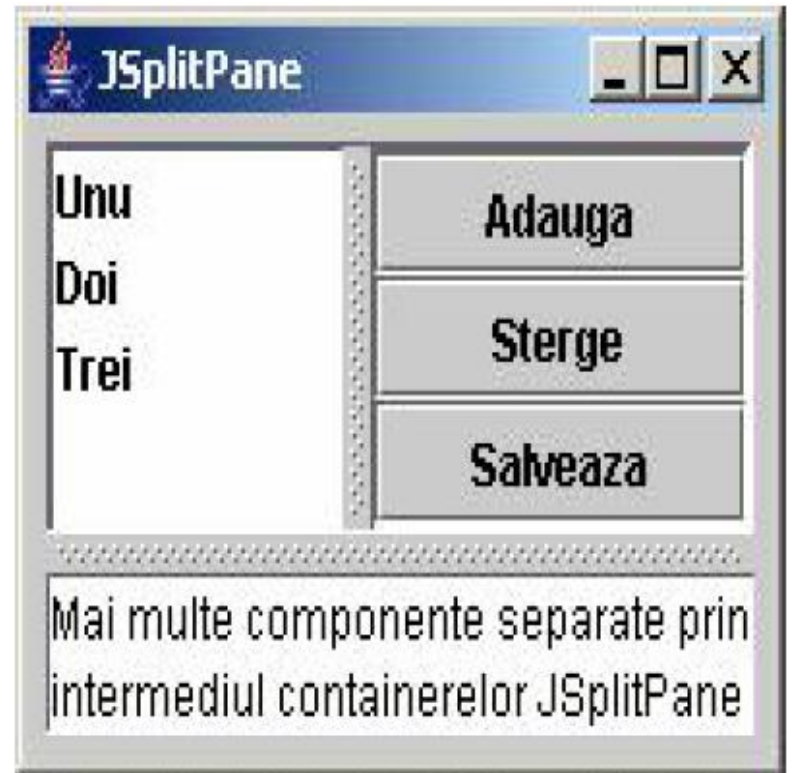 JSplitPane
Unu
Doi
Trei
Adauga
Sterge
Salveaza
Mai multe componente separate prin
intermediul containerelor JSplitPane